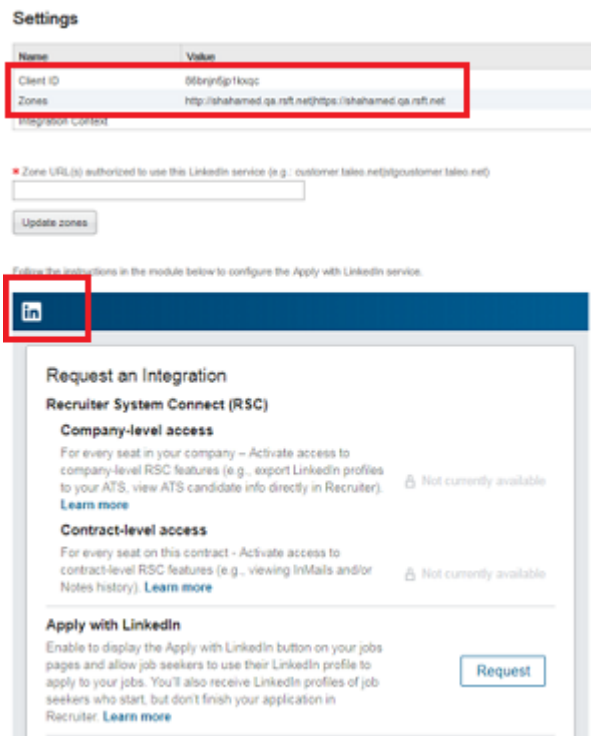 Settings
Name Value
Client ID
Zones http://shahamed.qa.rsft.net|https://shahamed.qa.rsft.net
Integration Context
* Zone URL(s) authorized to use this LinkedIn service (e.g.: customer.taleo.net|stgcustomer.taleo.net)
Update zones
Follow the instructions in the module below to configure the Apply with LinkedIn service.
in
Request an Integration
Recruiter System Connect (RSC)
Company-level access
For every seat in your company – Activate access to
company-level RSC features (e.g., export LinkedIn profiles
to your ATS, view ATS candidate info directly in Recruiter).
Learn more
Not currently available
Contract-level access
For every seat on this contract - Activate access to
contract-level RSC features (e.g., viewing InMails and/or
Notes history). Learn more
Not currently available
Apply with LinkedIn
Enable to display the Apply with LinkedIn button on your jobs
pages and allow job seekers to use their LinkedIn profile to
apply to your jobs. You'll also receive LinkedIn profiles of job
seekers who start, but don't finish your application in
Recruiter. Learn more
Request